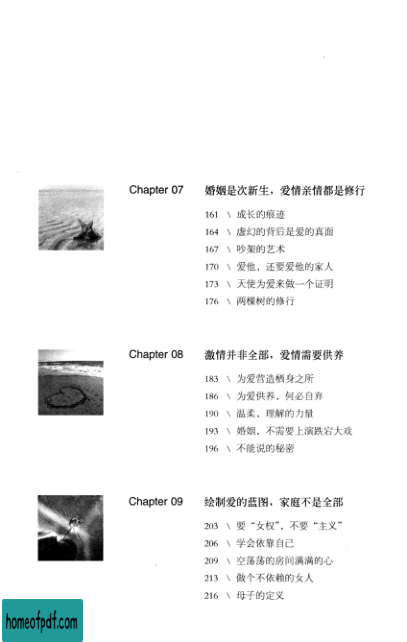 Chapter 07 婚姻是次新生，爱情亲情都是修行
161 \ 成长的痕迹
164 \ 虚幻的背后是爱的真面
167 \ 吵架的艺术
170 \ 爱他，还要爱他的家人
173 \ 天使为爱来做一个证明
176 \ 两棵树的修行
Chapter 08 激情并非全部，爱情需要供养
183 \ 为爱营造栖身之所
186 \ 为爱供养，何必自弃
190 \ 温柔，理解的力量
193 \ 婚姻，不需要上演跌宕大戏
196 \ 不能说的秘密
Chapter 09 绘制爱的蓝图，家庭不是全部
203 \ 要“女权”，不要“主义”
206 \ 学会依靠自己
209 \ 空荡荡的房间满满的心
213 \ 做个不依赖的女人
216 \ 母子的定义
homeofpdf.com